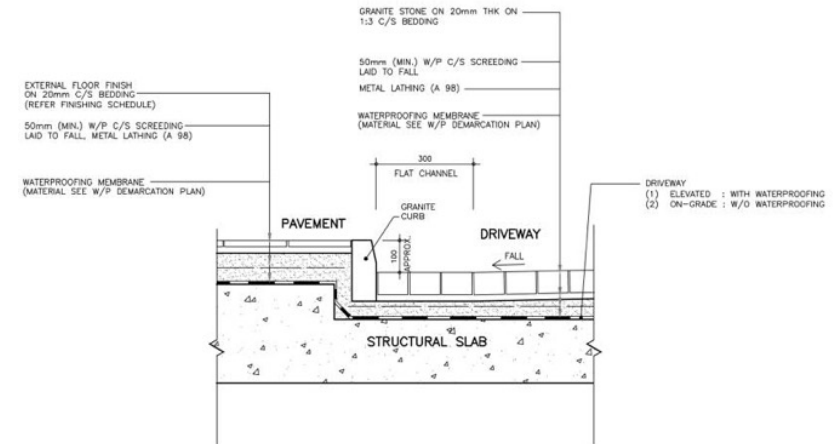 GRANITE STONE ON 20mm THK ON
1:3 C/S BEDDING
50mm (MIN.) W/P C/S SCREEDING
LAID TO FALL
METAL LATHING (A 98)
WATERPROOFING MEMBRANE
(MATERIAL SEE W/P DEMARCATION PLAN)
EXTERNAL FLOOR FINISH
ON 20mm C/S BEDDING
(REFER FINISHING SCHEDULE)
50mm (MIN.) W/P C/S SCREEDING
LAID TO FALL, METAL LATHING (A 98)
WATERPROOFING MEMBRANE
(MATERIAL SEE W/P DEMARCATION PLAN)
300
FLAT CHANNEL
DRIVEWAY
(1) ELEVATED : WITH WATERPROOFING
(2) ON-GRADE : W/O WATERPROOFING
GRANITE
CURB
PAVEMENT
DRIVEWAY
100
APPROX.
FALL
STRUCTURAL SLAB